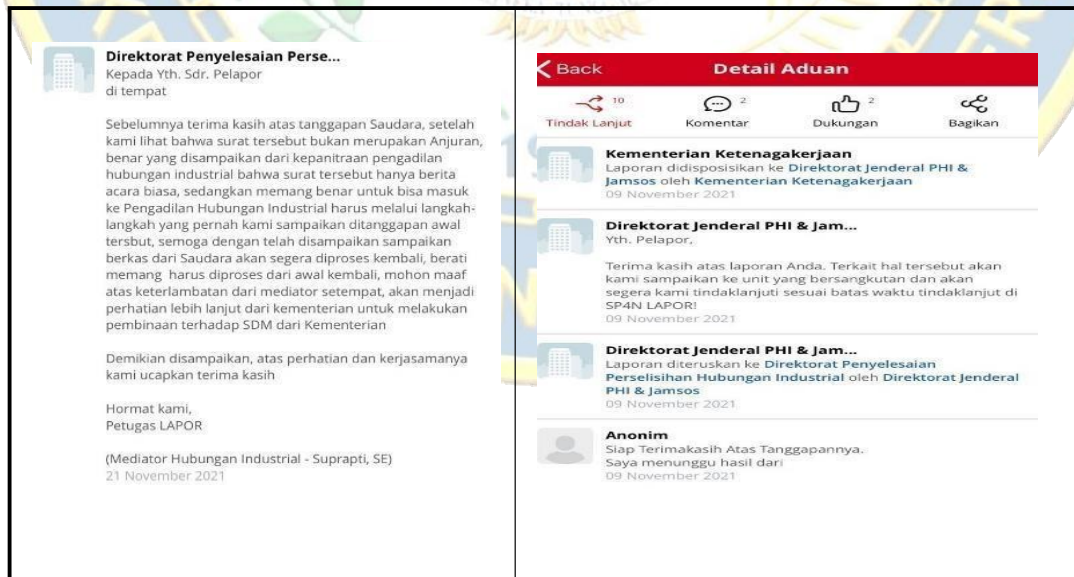 Direktorat Penyelesaian Perse...
Kepada Yth. Sdr. Pelapor
di tempat
Sebelumnya terima kasih atas tanggapan Saudara, setelah
kami lihat bahwa surat tersebut bukan merupakan Anjuran,
benar yang disampaikan dari kepanitraan pengadilan
hubungan industrial bahwa surat tersebut hanya berita
acara biasa, sedangkan memang benar untuk bisa masuk
ke Pengadilan Hubungan Industrial harus melalui langkah-
langkah yang pernah kami sampaikan ditanggapan awal
tersbut, semoga dengan telah disampaikan sampaikan
berkas dari Saudara akan segera diproses kembali, berati
memang harus diproses dari awal kembali, mohon maaf
atas keterlambatan dari mediator setempat, akan menjadi
perhatian lebih lanjut dari kementerian untuk melakukan
pembinaan terhadap SDM dari Kementerian
Demikian disampaikan, atas perhatian dan kerjasamanya
kami ucapkan terima kasih
Hormat kami,
Petugas LAPOR
(Mediator Hubungan Industrial - Suprapti, SE)
21 November 2021
Back Detail Aduan
10 2 2
Tindak Lanjut Komentar Dukungan Bagikan
Kementerian Ketenagakerjaan
Laporan didisposisikan ke Direktorat Jenderal PHI &
Jamsos oleh Kementerian Ketenagakerjaan
09 November 2021
Direktorat Jenderal PHI & Jam...
Yth. Pelapor,
Terima kasih atas laporan Anda. Terkait hal tersebut akan
kami sampaikan ke unit yang bersangkutan dan akan
segera kami tindaklanjuti sesuai batas waktu tindaklanjut di
SP4N LAPOR!
09 November 2021
Direktorat Jenderal PHI & Jam...
Laporan diteruskan ke Direktorat Penyelesaian
Perselisihan Hubungan Industrial oleh Direktorat Jenderal
PHI & Jamsos
09 November 2021
Anonim
Siap Terimakasih Atas Tanggapannya.
Saya menunggu hasil dari
09 November 2021